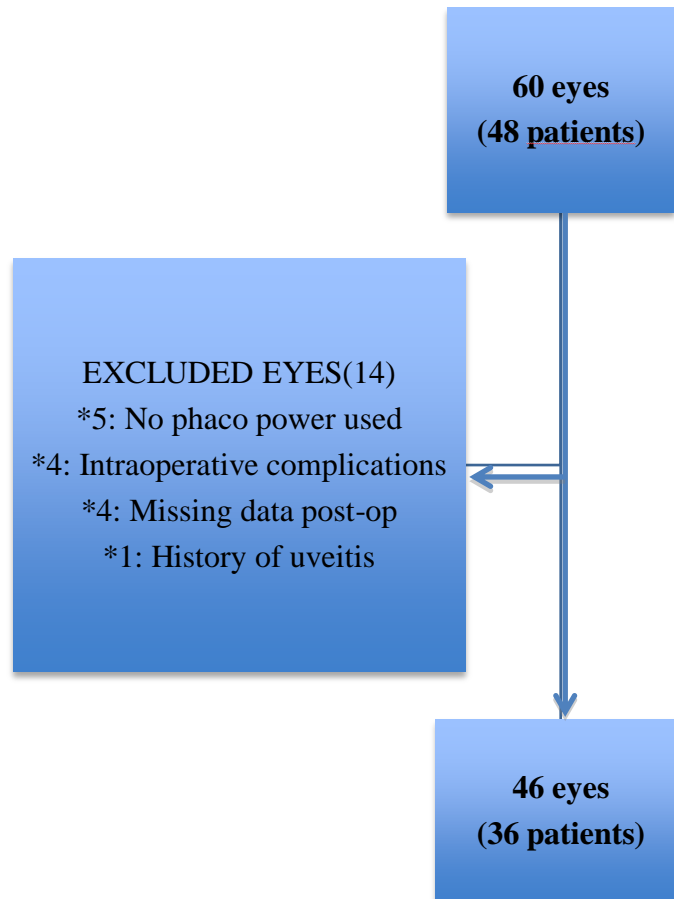 60 eyes
(48 patients)
EXCLUDED EYES(14)
*5: No phaco power used
*4: Intraoperative complications
*4: Missing data post-op
*1: History of uveitis
46 eyes
(36 patients)